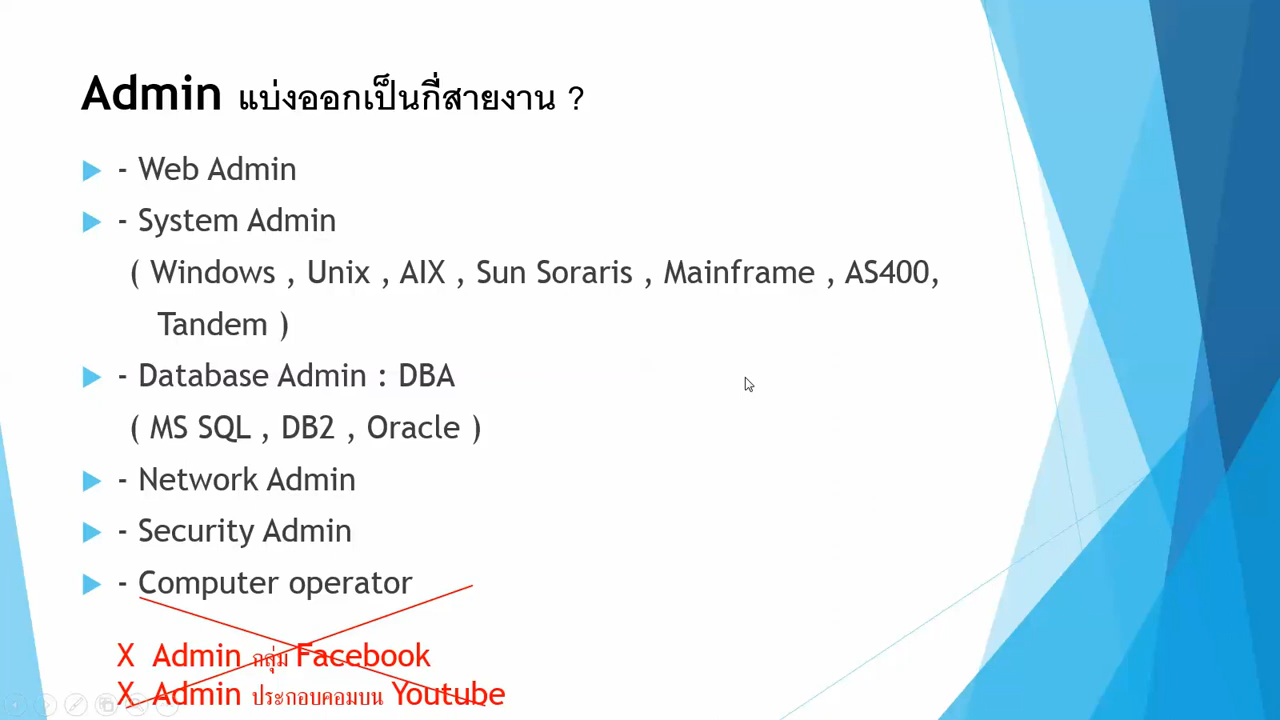 Admin แบ่งออกเป็นกี่สายงาน ?
- Web Admin
- System Admin
( Windows , Unix , AIX , Sun Soraris , Mainframe , AS400,
Tandem )
- Database Admin : DBA
( MS SQL , DB2 , Oracle )
- Network Admin
- Security Admin
- Computer operator
X Admin กลุ่ม Facebook
X Admin ประกอบคอมบน Youtube